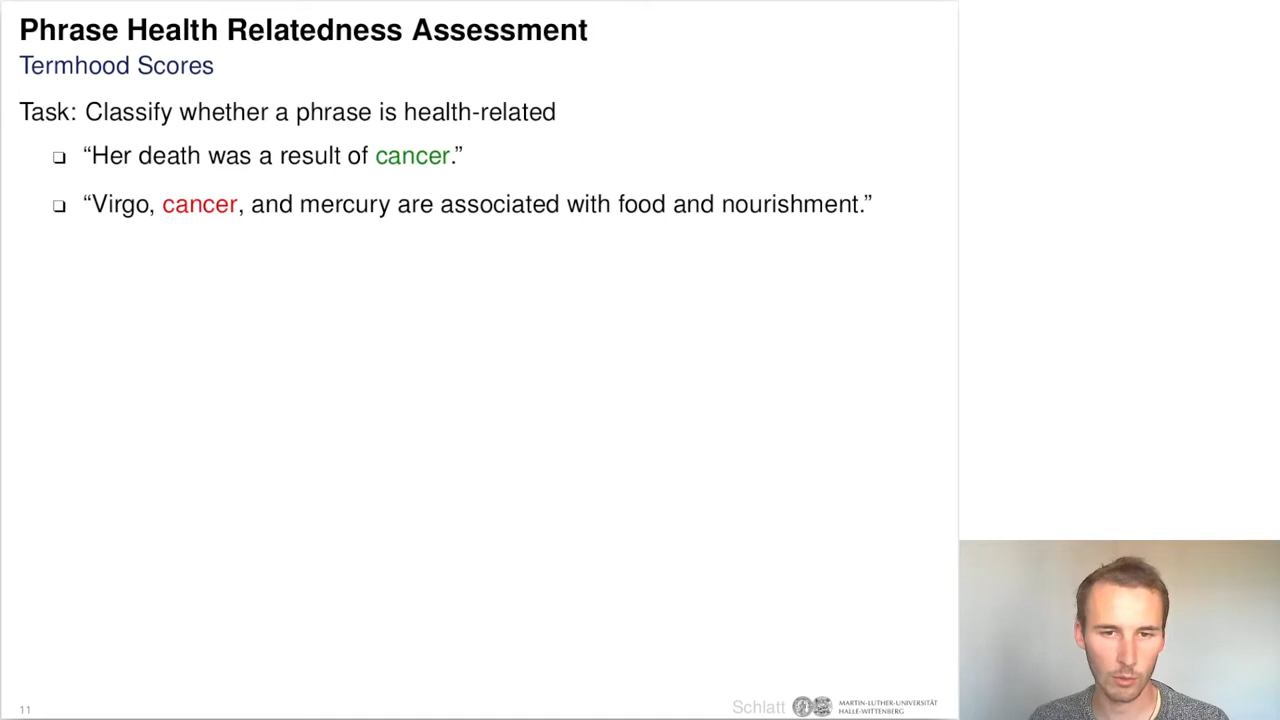 Phrase Health Relatedness Assessment
Termhood Scores
Task: Classify whether a phrase is health-related
❏ “Her death was a result of cancer.”
❏ “Virgo, cancer, and mercury are associated with food and nourishment.”
11
Schlatt
MARTIN-LUTHER-UNIVERSITÄT
HALLE-WITTENBERG